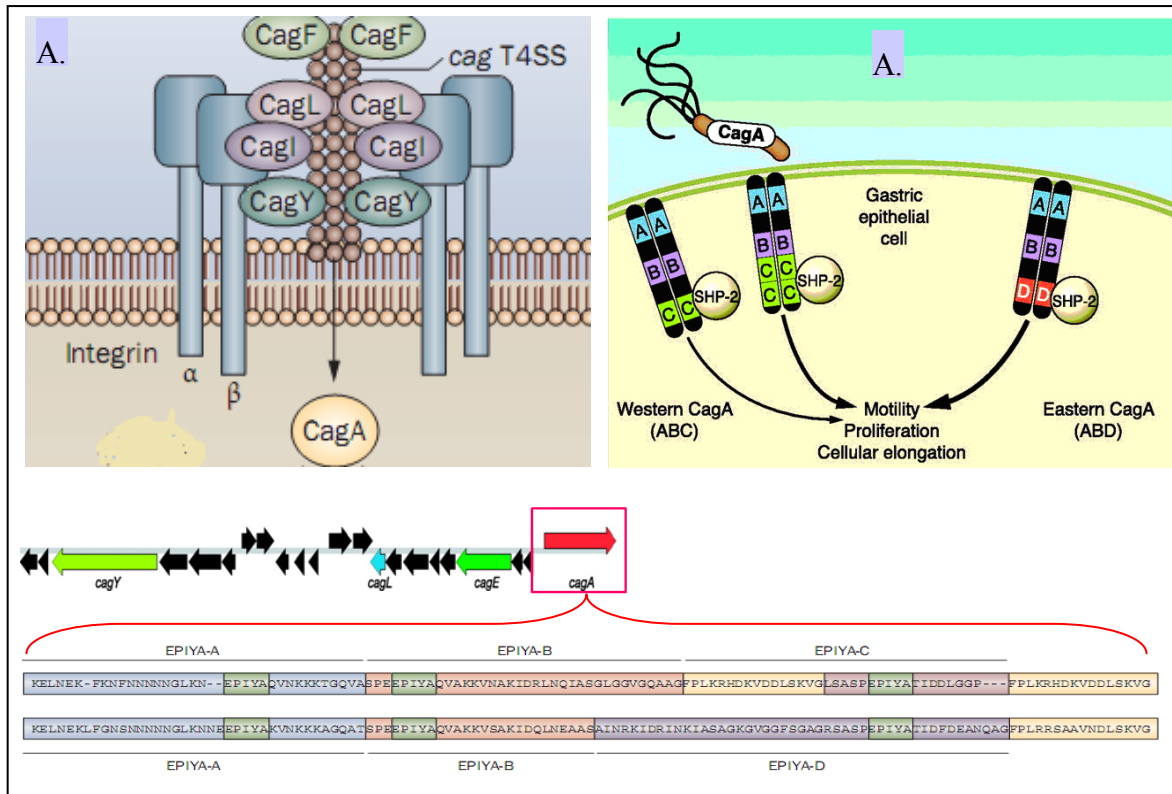 A.
CagF CagF
cag T4SS
CagL CagL
CagI CagI
CagY CagY
Integrin
α
β
CagA
A.
CagA
Gastric
epithelial
cell
A A
B B
C C
SHP-2
A A
B B
C C
C C
SHP-2
A A
B B
D D
SHP-2
Western CagA
(ABC)
Motility
Proliferation
Cellular elongation
Eastern CagA
(ABD)
cagY cagL cagE cagA
EPIYA-A EPIYA-B EPIYA-C
KELNEK-FKNFNNNNNGLKN--EPIYAQVNKKKTGQVASPEEPIYAQVAKKVNAKIDRLNQIASGLGGVGQAAGFPLKRHDKVDDLSKVGLSASPEPIYATIDDLGGP---FPLKRHDKVDDLSKVG
KELNEKLFGNSNNNNNGLKNNEEPIYAKVNKKKAGQATSPEEPIYAQVAKKVSAKIDQLNEAASAINRKIDRINKIASAGKGVGGFSGAGRSASPEPIYATIDFDEANQAGFPLRRSAAVNDLSKVG
EPIYA-A EPIYA-B EPIYA-D